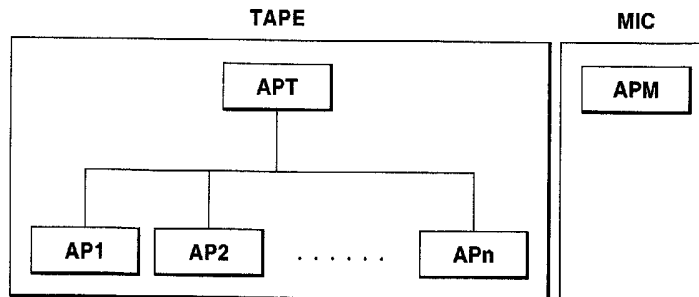 TAPE
MIC
APT
APM
AP1
AP2
. . . . . .
APn